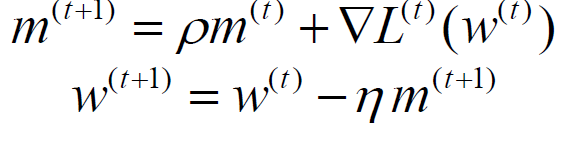 m^{(t+1)} = ρm^{(t)} + ∇L^{(t)}(w^{(t)})
w^{(t+1)} = w^{(t)} − η m^{(t+1)}